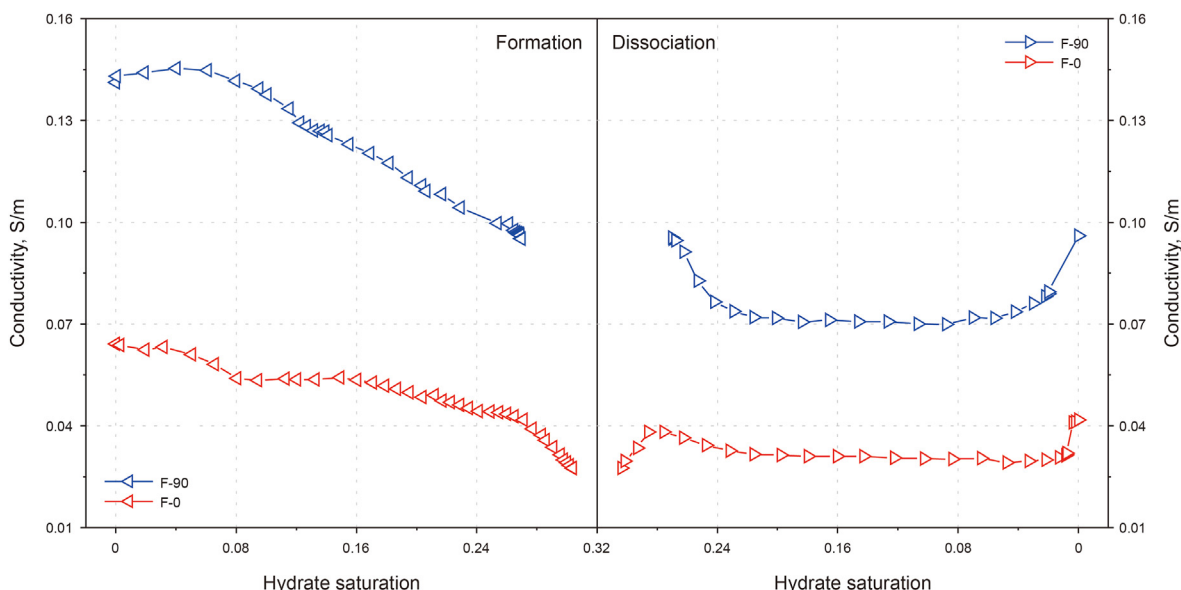 0.16
0.13
0.10
0.07
0.04
0.01
Conductivity, S/m
Formation
F-90
F-0
0
0.08
0.16
0.24
0.32
Hydrate saturation
Dissociation
F-90
F-0
0.24
0.16
0.08
0
Hydrate saturation
0.16
0.13
0.10
0.07
0.04
0.01
Conductivity, S/m